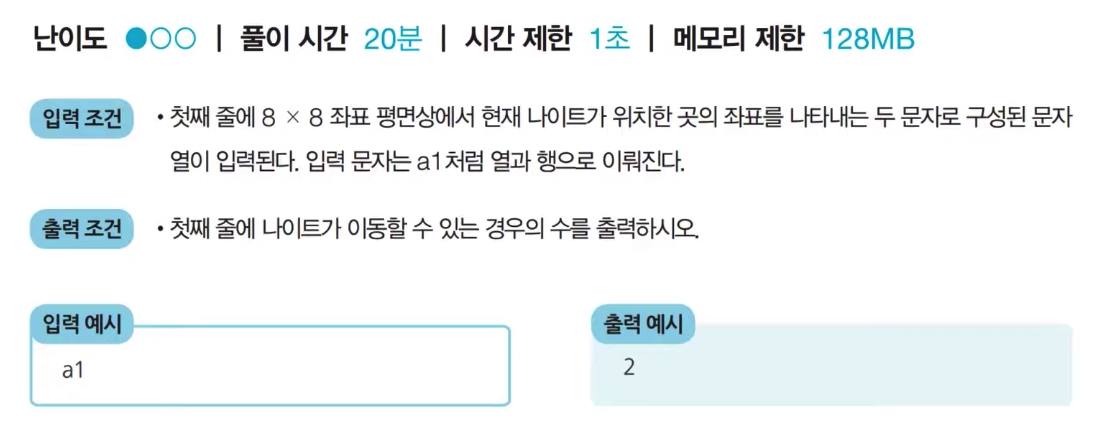 난이도 ●○○ | 풀이 시간 20분 | 시간 제한 1초 | 메모리 제한 128MB
입력 조건 • 첫째 줄에 8 × 8 좌표 평면상에서 현재 나이트가 위치한 곳의 좌표를 나타내는 두 문자로 구성된 문자
열이 입력된다. 입력 문자는 a1처럼 열과 행으로 이뤄진다.
출력 조건 • 첫째 줄에 나이트가 이동할 수 있는 경우의 수를 출력하시오.
입력 예시
a1
출력 예시
2